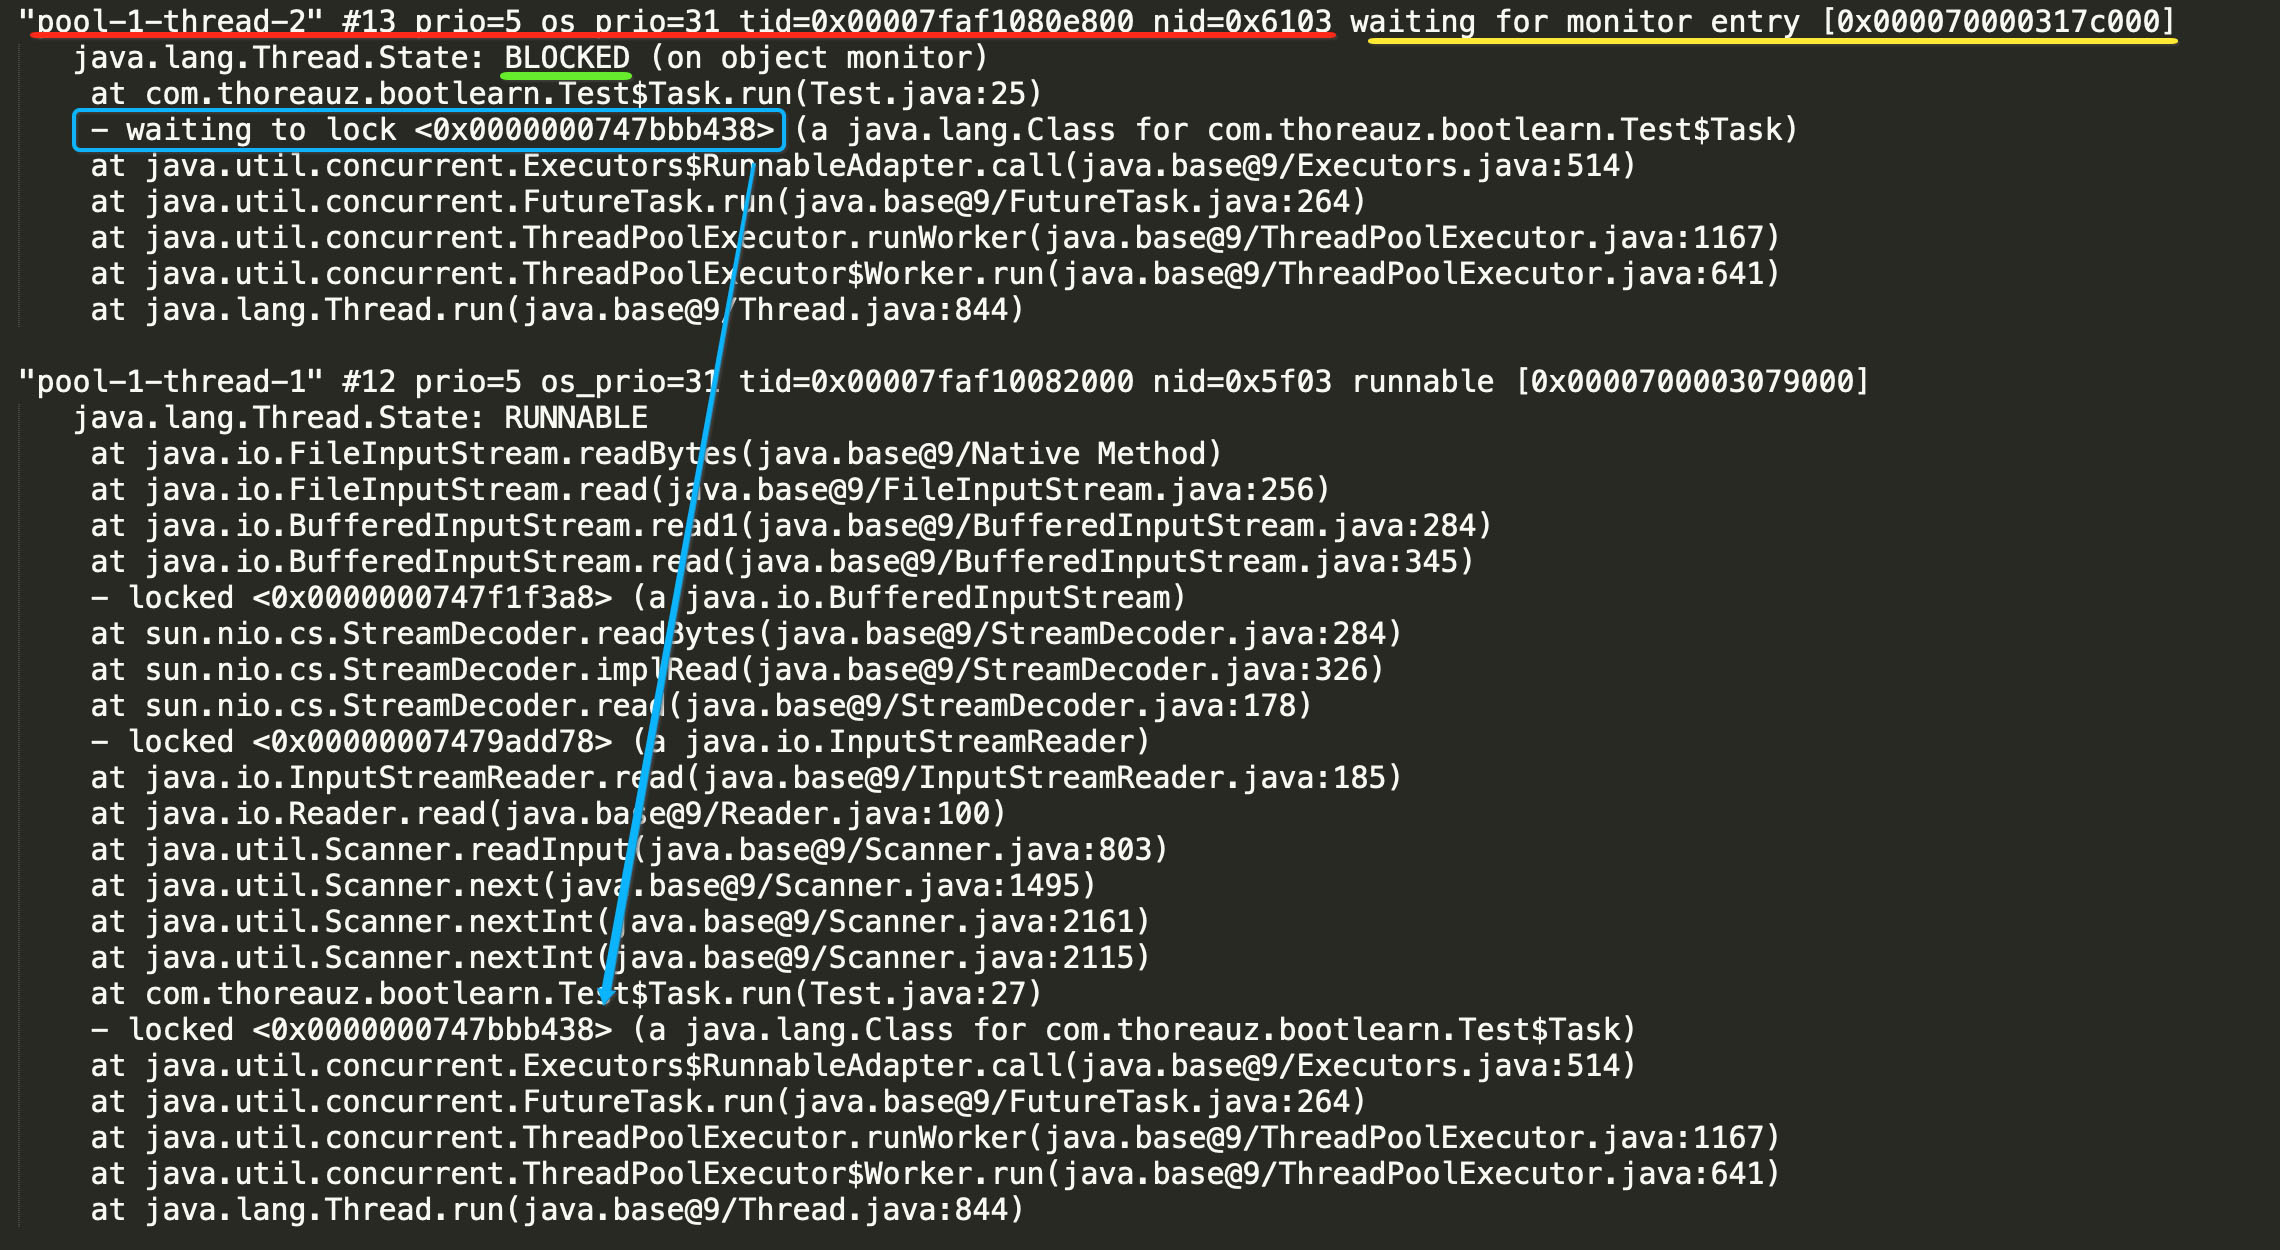 "pool-1-thread-2" #13 prio=5 os_prio=31 tid=0x00007faf1080e800 nid=0x6103 waiting for monitor entry [0x000070000317c000]
java.lang.Thread.State: BLOCKED (on object monitor)
at com.thoreauz.bootlearn.Test$Task.run(Test.java:25)
- waiting to lock <0x0000000747bbb438> (a java.lang.Class for com.thoreauz.bootlearn.Test$Task)
at java.util.concurrent.Executors$RunnableAdapter.call(java.base@9/Executors.java:514)
at java.util.concurrent.FutureTask.run(java.base@9/FutureTask.java:264)
at java.util.concurrent.ThreadPoolExecutor.runWorker(java.base@9/ThreadPoolExecutor.java:1167)
at java.util.concurrent.ThreadPoolExecutor$Worker.run(java.base@9/ThreadPoolExecutor.java:641)
at java.lang.Thread.run(java.base@9/Thread.java:844)
"pool-1-thread-1" #12 prio=5 os_prio=31 tid=0x00007faf10082000 nid=0x5f03 runnable [0x0000700003079000]
java.lang.Thread.State: RUNNABLE
at java.io.FileInputStream.readBytes(java.base@9/Native Method)
at java.io.FileInputStream.read(java.base@9/FileInputStream.java:256)
at java.io.BufferedInputStream.read1(java.base@9/BufferedInputStream.java:284)
at java.io.BufferedInputStream.read(java.base@9/BufferedInputStream.java:345)
- locked <0x0000000747f1f3a8> (a java.io.BufferedInputStream)
at sun.nio.cs.StreamDecoder.readBytes(java.base@9/StreamDecoder.java:284)
at sun.nio.cs.StreamDecoder.implRead(java.base@9/StreamDecoder.java:326)
at sun.nio.cs.StreamDecoder.read(java.base@9/StreamDecoder.java:178)
- locked <0x00000007479add78> (a java.io.InputStreamReader)
at java.io.InputStreamReader.read(java.base@9/InputStreamReader.java:185)
at java.io.Reader.read(java.base@9/Reader.java:100)
at java.util.Scanner.readInput(java.base@9/Scanner.java:803)
at java.util.Scanner.next(java.base@9/Scanner.java:1495)
at java.util.Scanner.nextInt(java.base@9/Scanner.java:2161)
at java.util.Scanner.nextInt(java.base@9/Scanner.java:2115)
at com.thoreauz.bootlearn.Test$Task.run(Test.java:27)
- locked <0x0000000747bbb438> (a java.lang.Class for com.thoreauz.bootlearn.Test$Task)
at java.util.concurrent.Executors$RunnableAdapter.call(java.base@9/Executors.java:514)
at java.util.concurrent.FutureTask.run(java.base@9/FutureTask.java:264)
at java.util.concurrent.ThreadPoolExecutor.runWorker(java.base@9/ThreadPoolExecutor.java:1167)
at java.util.concurrent.ThreadPoolExecutor$Worker.run(java.base@9/ThreadPoolExecutor.java:641)
at java.lang.Thread.run(java.base@9/Thread.java:844)